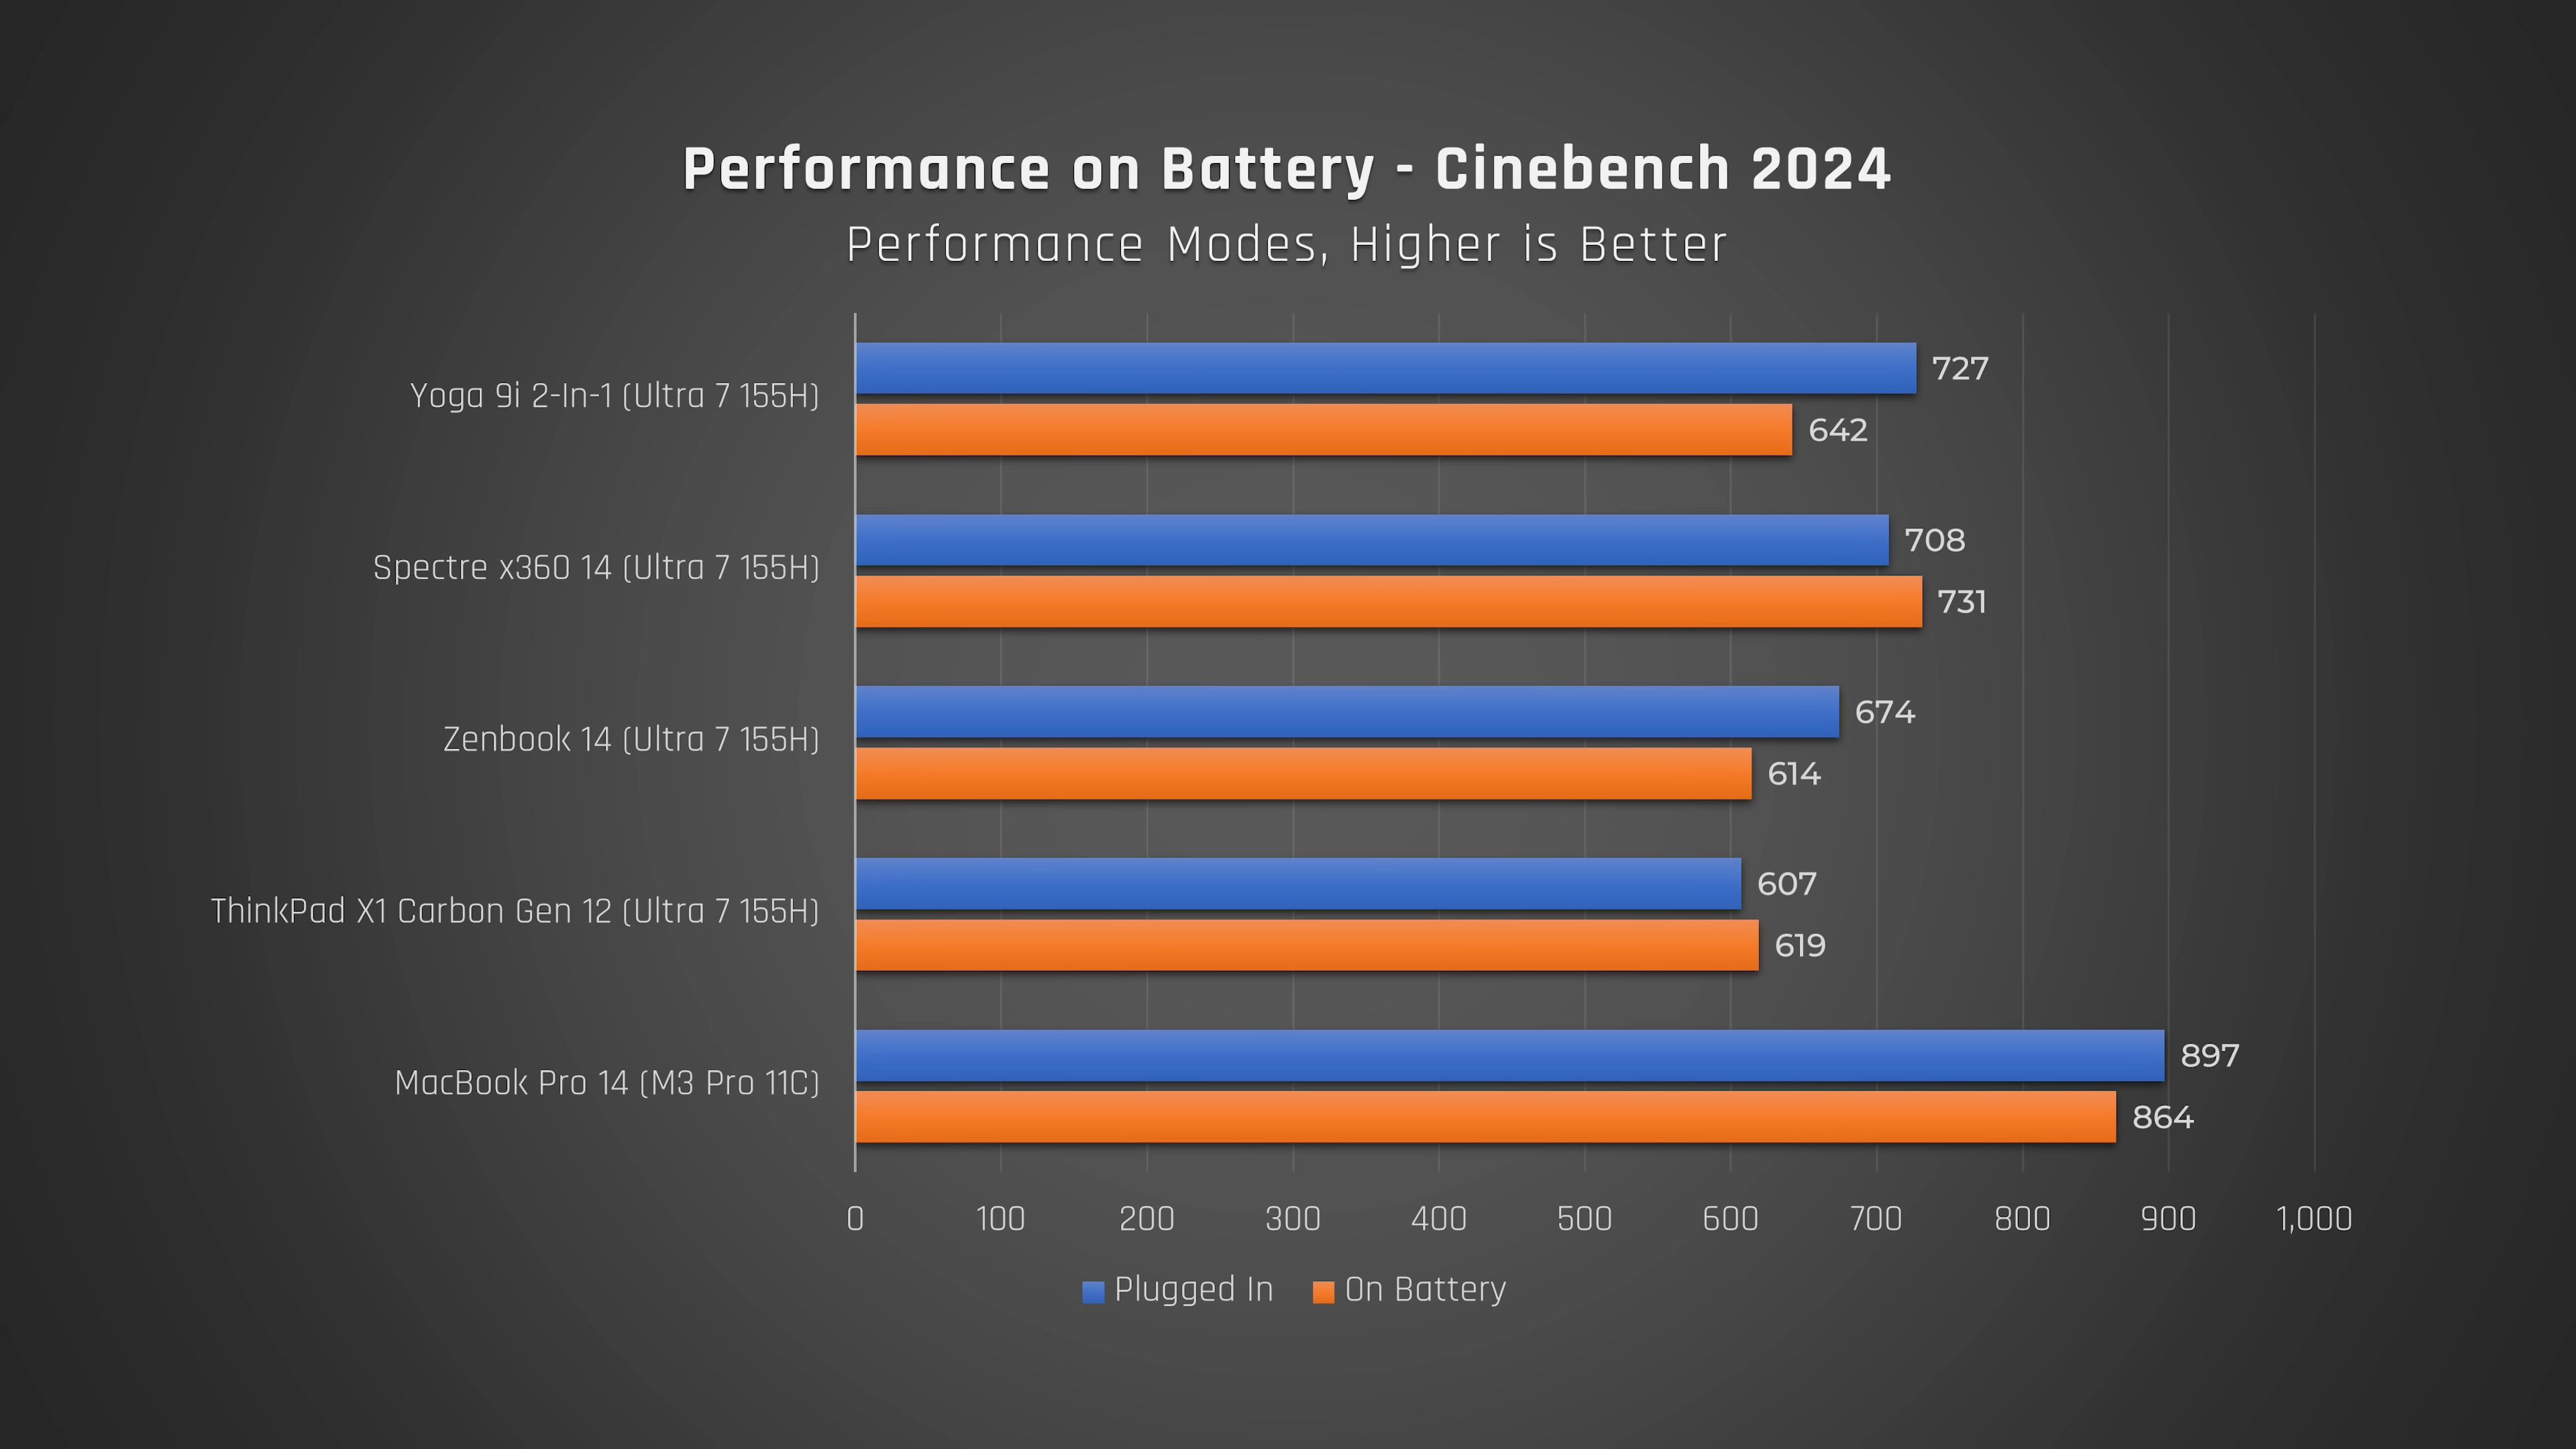 Performance on Battery - Cinebench 2024
Performance Modes, Higher is Better
Yoga 9i 2-In-1 (Ultra 7 155H)
727
642
Spectre x360 14 (Ultra 7 155H)
708
731
Zenbook 14 (Ultra 7 155H)
674
614
ThinkPad X1 Carbon Gen 12 (Ultra 7 155H)
607
619
MacBook Pro 14 (M3 Pro 11C)
897
864
0 100 200 300 400 500 600 700 800 900 1,000
Plugged In On Battery